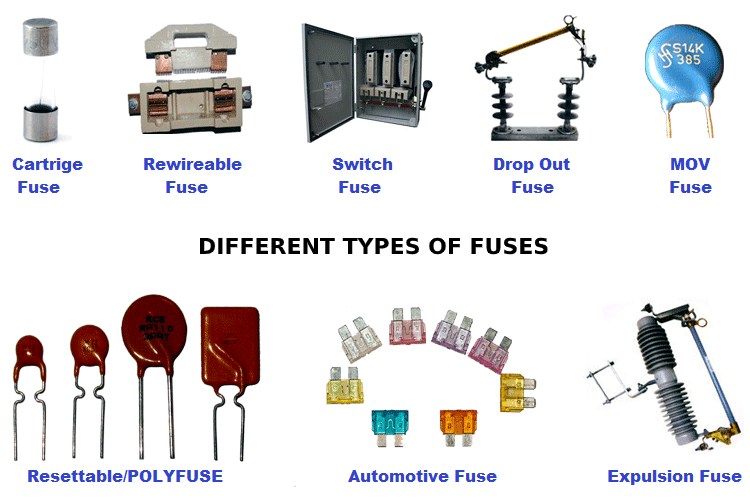 S14K
385
Cartrige Fuse
Rewireable Fuse
Switch Fuse
Drop Out Fuse
MOV Fuse
DIFFERENT TYPES OF FUSES
Resettable/POLYFUSE
Automotive Fuse
Expulsion Fuse